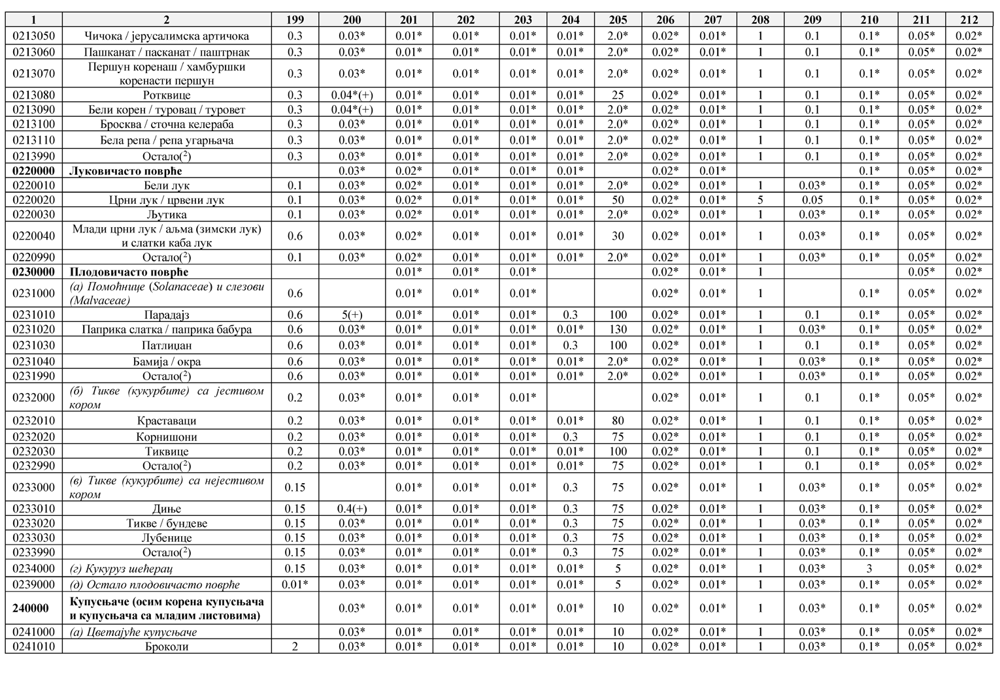 1 2 199 200 201 202 203 204 205 206 207 208 209 210 211 212
0213050 Чичока / јерусалимска артичока 0.3 0.03* 0.01* 0.01* 0.01* 0.01* 2.0* 0.02* 0.01* 1 0.1 0.1* 0.05* 0.02*
0213060 Пашканат / пасканат / паштрнак 0.3 0.03* 0.01* 0.01* 0.01* 0.01* 2.0* 0.02* 0.01* 1 0.1 0.1* 0.05* 0.02*
0213070 Першун коренаш / хамбуршки
коренасти першун 0.3 0.03* 0.01* 0.01* 0.01* 0.01* 2.0* 0.02* 0.01* 1 0.1 0.1* 0.05* 0.02*
0213080 Ротквице 0.3 0.04*(+) 0.01* 0.01* 0.01* 0.01* 25 0.02* 0.01* 1 0.1 0.1* 0.05* 0.02*
0213090 Бели корен / туровац / туровет 0.3 0.04*(+) 0.01* 0.01* 0.01* 0.01* 2.0* 0.02* 0.01* 1 0.1 0.1* 0.05* 0.02*
0213100 Бросква / сточна келераба 0.3 0.03* 0.01* 0.01* 0.01* 0.01* 2.0* 0.02* 0.01* 1 0.1 0.1* 0.05* 0.02*
0213110 Бела репа / репа угарњача 0.3 0.03* 0.01* 0.01* 0.01* 0.01* 2.0* 0.02* 0.01* 1 0.1 0.1* 0.05* 0.02*
0213990 Остало(²) 0.3 0.03* 0.01* 0.01* 0.01* 0.01* 2.0* 0.02* 0.01* 1 0.1 0.1* 0.05* 0.02*
0220000 Луковичасто поврће 0.03* 0.02* 0.01* 0.01* 0.01* 0.02* 0.01* 0.1* 0.05* 0.02*
0220010 Бели лук 0.1 0.03* 0.02* 0.01* 0.01* 0.01* 2.0* 0.02* 0.01* 1 0.03* 0.1* 0.05* 0.02*
0220020 Црни лук / црвени лук 0.1 0.03* 0.02* 0.01* 0.01* 0.01* 50 0.02* 0.01* 5 0.05 0.1* 0.05* 0.02*
0220030 Љутика 0.1 0.03* 0.02* 0.01* 0.01* 0.01* 2.0* 0.02* 0.01* 1 0.03* 0.1* 0.05* 0.02*
0220040 Млади црни лук / аљма (зимски лук)
и слатки каба лук 0.6 0.03* 0.02* 0.01* 0.01* 0.01* 30 0.02* 0.01* 1 0.03* 0.1* 0.05* 0.02*
0220990 Остало(²) 0.1 0.03* 0.02* 0.01* 0.01* 0.01* 2.0* 0.02* 0.01* 1 0.03* 0.1* 0.05* 0.02*
0230000 Плодовичасто поврће 0.01* 0.01* 0.01* 0.02* 0.01* 1 0.05* 0.02*
0231000 (а) Помоћнице (Solanaceae) и слезови
(Malvaceae) 0.6 0.01* 0.01* 0.01* 0.02* 0.01* 1 0.1* 0.05* 0.02*
0231010 Парадајз 0.6 5(+) 0.01* 0.01* 0.01* 0.3 100 0.02* 0.01* 1 0.1 0.1* 0.05* 0.02*
0231020 Паприка слатка / паприка бабура 0.6 0.03* 0.01* 0.01* 0.01* 0.01* 130 0.02* 0.01* 1 0.03* 0.1* 0.05* 0.02*
0231030 Патлиџан 0.6 0.03* 0.01* 0.01* 0.01* 0.3 100 0.02* 0.01* 1 0.1 0.1* 0.05* 0.02*
0231040 Бамија / окра 0.6 0.03* 0.01* 0.01* 0.01* 0.01* 2.0* 0.02* 0.01* 1 0.03* 0.1* 0.05* 0.02*
0231990 Остало(²) 0.6 0.03* 0.01* 0.01* 0.01* 0.01* 2.0* 0.02* 0.01* 1 0.03* 0.1* 0.05* 0.02*
0232000 (б) Тикве (кукурбите) са јестивом
кором 0.2 0.03* 0.01* 0.01* 0.01* 0.02* 0.01* 1 0.1 0.1* 0.05* 0.02*
0232010 Краставаци 0.2 0.03* 0.01* 0.01* 0.01* 0.01* 80 0.02* 0.01* 1 0.1 0.1* 0.05* 0.02*
0232020 Корнишони 0.2 0.03* 0.01* 0.01* 0.01* 0.3 75 0.02* 0.01* 1 0.1 0.1* 0.05* 0.02*
0232030 Тиквице 0.2 0.03* 0.01* 0.01* 0.01* 0.01* 100 0.02* 0.01* 1 0.1 0.1* 0.05* 0.02*
0232990 Остало(²) 0.2 0.03* 0.01* 0.01* 0.01* 0.01* 75 0.02* 0.01* 1 0.1 0.1* 0.05* 0.02*
0233000 (в) Тикве (кукурбите) са нејестивом
кором 0.15 0.01* 0.01* 0.01* 0.3 75 0.02* 0.01* 1 0.03* 0.1* 0.05* 0.02*
0233010 Диње 0.15 0.4(+) 0.01* 0.01* 0.01* 0.3 75 0.02* 0.01* 1 0.03* 0.1* 0.05* 0.02*
0233020 Тикве / бундеве 0.15 0.03* 0.01* 0.01* 0.01* 0.3 75 0.02* 0.01* 1 0.03* 0.1* 0.05* 0.02*
0233030 Лубенице 0.15 0.03* 0.01* 0.01* 0.01* 0.3 75 0.02* 0.01* 1 0.03* 0.1* 0.05* 0.02*
0233990 Остало(²) 0.15 0.03* 0.01* 0.01* 0.01* 0.3 75 0.02* 0.01* 1 0.03* 0.1* 0.05* 0.02*
0234000 (г) Кукуруз шећерац 0.15 0.03* 0.01* 0.01* 0.01* 0.01* 5 0.02* 0.01* 1 0.03* 3 0.05* 0.02*
0239000 (д) Остало плодовичасто поврће 0.01* 0.03* 0.01* 0.01* 0.01* 0.01* 5 0.02* 0.01* 1 0.03* 0.1* 0.05* 0.02*
240000 Купусњаче (осим корена купусњача
и купусњача са младим листовима) 0.03* 0.01* 0.01* 0.01* 0.01* 10 0.02* 0.01* 1 0.03* 0.1* 0.05* 0.02*
0241000 (а) Цветајуће купусњаче 0.03* 0.01* 0.01* 0.01* 0.01* 10 0.02* 0.01* 1 0.03* 0.1* 0.05* 0.02*
0241010 Броколи 2 0.03* 0.01* 0.01* 0.01* 0.01* 10 0.02* 0.01* 1 0.03* 0.1* 0.05* 0.02*